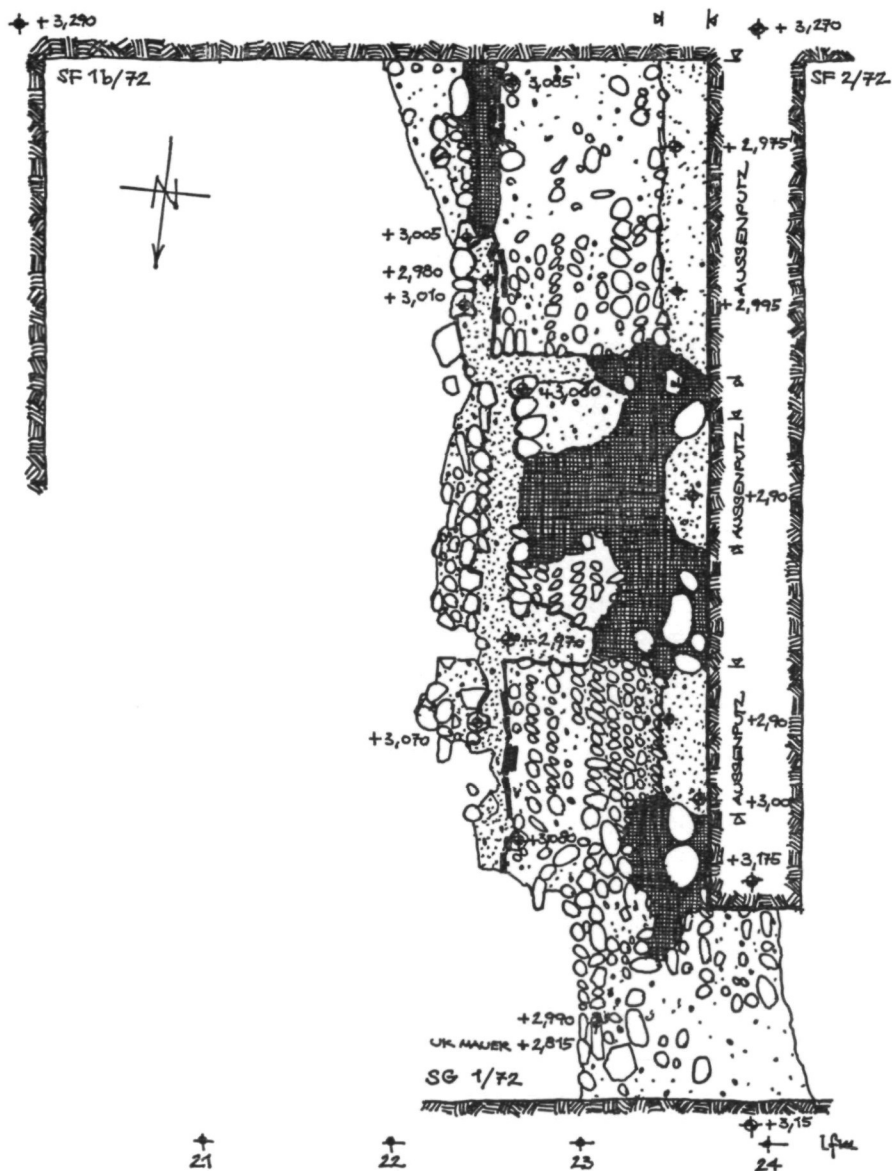 + 3,290
+ 3,270
SF 1b/72
SF 2/72
3,085
+ 2,975
AUSSENPUTZ
N
+ 3,005
+ 2,980
+ 3,010
+ 2,995
+3,080
AUSSENPUTZ
+2,90
+ 2,970
AUSSENPUTZ
+2,90
+ 3,070
+3,00
+3,080
+3,175
+2,990
UK MAUER + 2,815
SG 1/72
+ 3,15
21
22
23
24
lfm